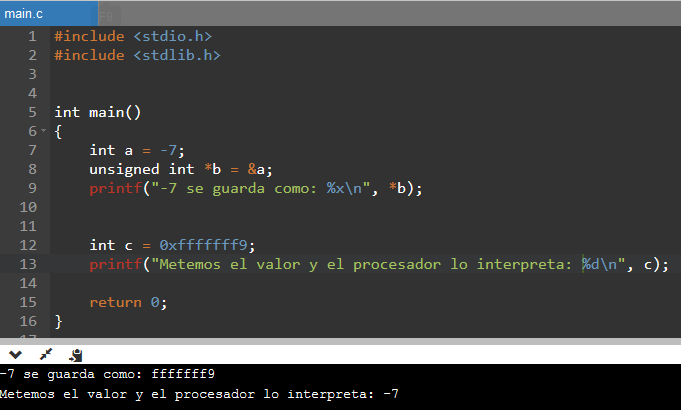 main.c
F9
1 #include <stdio.h>
2 #include <stdlib.h>
3
4
5 int main()
6 {
7 int a = -7;
8 unsigned int *b = &a;
9 printf("-7 se guarda como: %x\n", *b);
10
11
12 int c = 0xfffffff9;
13 printf("Metemos el valor y el procesador lo interpreta: %d\n", c);
14
15 return 0;
16 }
17
-7 se guarda como: fffffff9
Metemos el valor y el procesador lo interpreta: -7